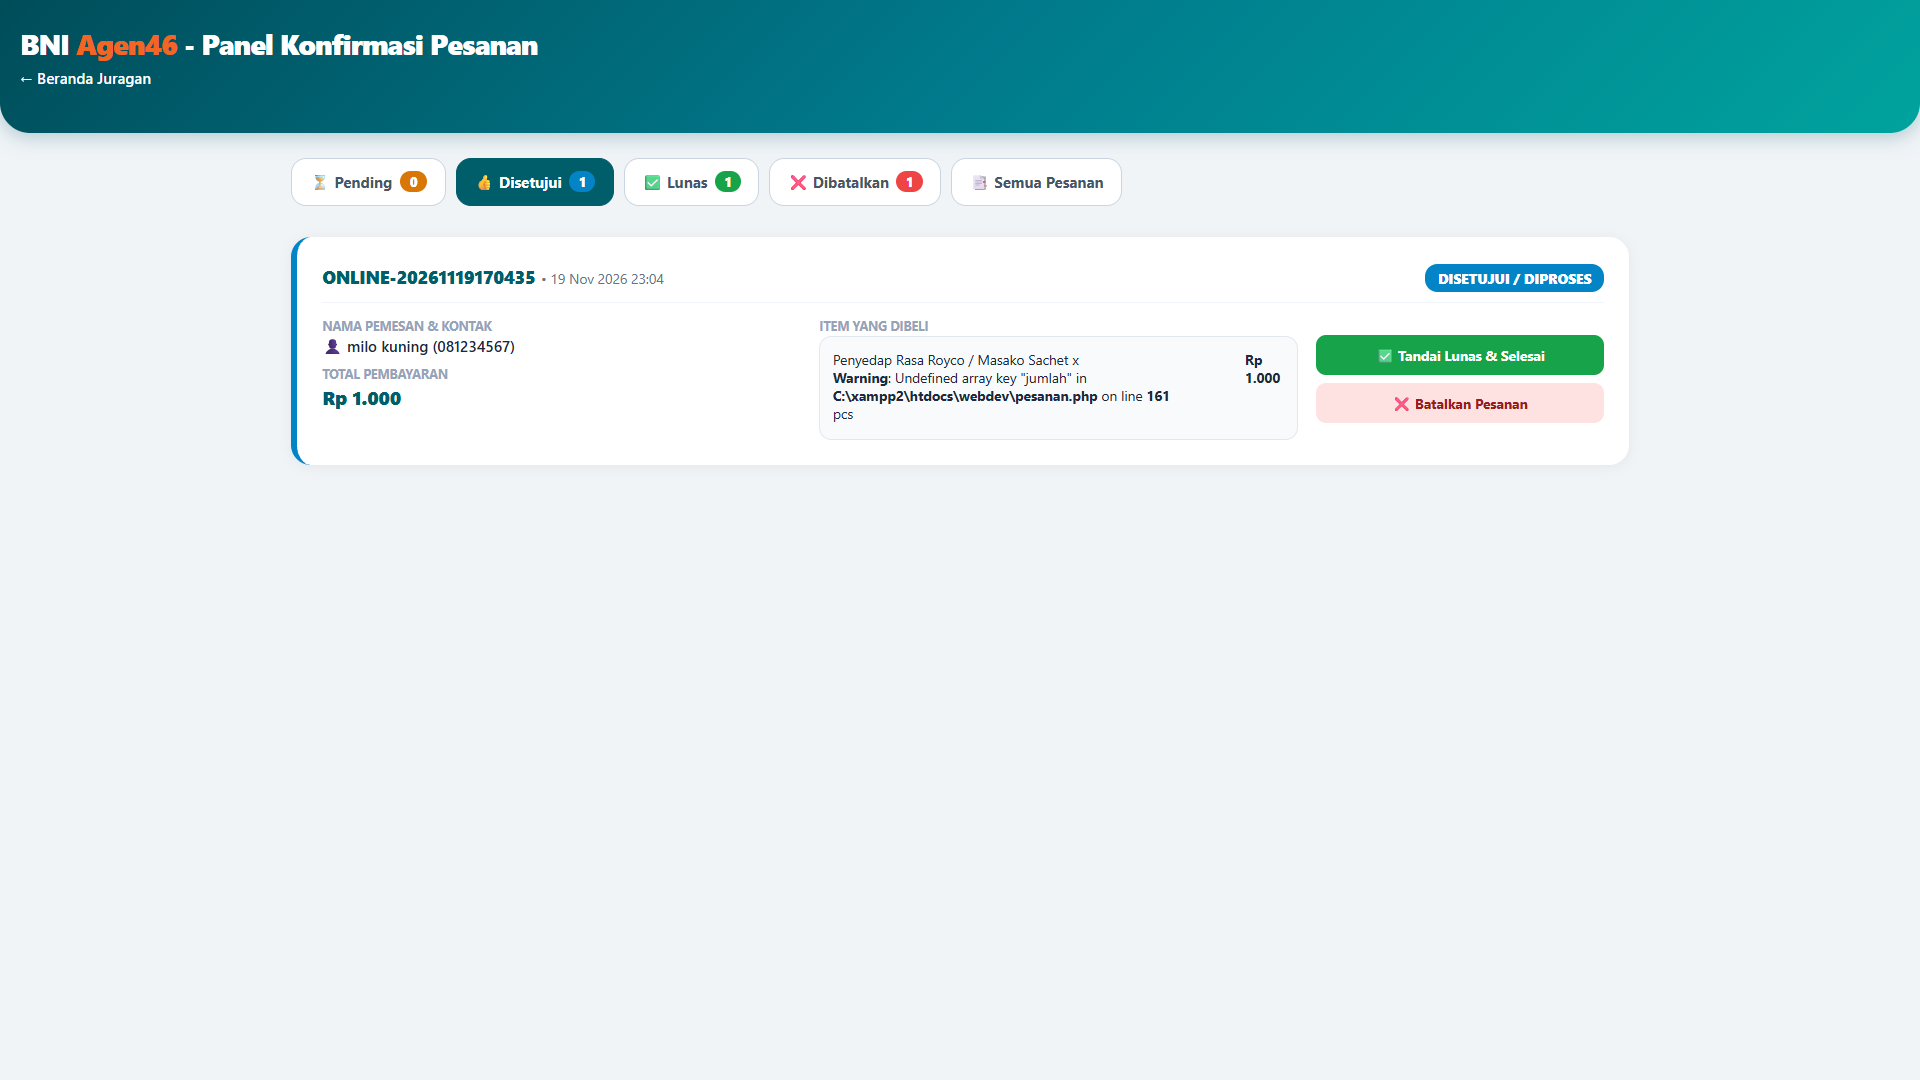 BNI Agen46 - Panel Konfirmasi Pesanan
← Beranda Juragan
⏳ Pending 0
👍 Disetujui 1
✅ Lunas 1
❌ Dibatalkan 1
📑 Semua Pesanan
ONLINE-20261119170435 • 19 Nov 2026 23:04
DISETUJUI / DIPROSES
NAMA PEMESAN & KONTAK
👤 milo kuning (081234567)
TOTAL PEMBAYARAN
Rp 1.000
ITEM YANG DIBELI
Penyedap Rasa Royco / Masako Sachet x
Warning: Undefined array key "jumlah" in
C:\xampp2\htdocs\webdev\pesanan.php on line 161
pcs
Rp
1.000
✅ Tandai Lunas & Selesai
❌ Batalkan Pesanan